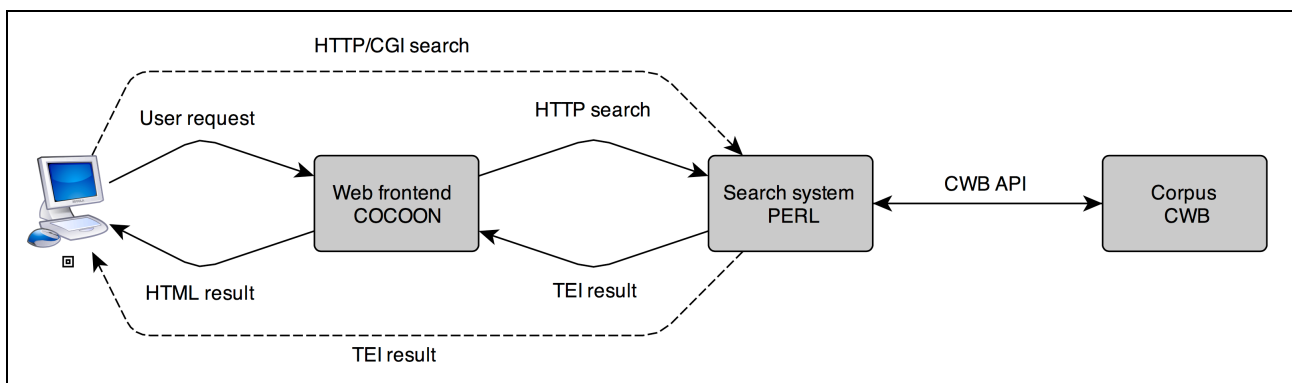 HTTP/CGI search
User request
HTTP search
Web frontend
COCOON
Search system
PERL
CWB API
Corpus
CWB
HTML result
TEI result
TEI result